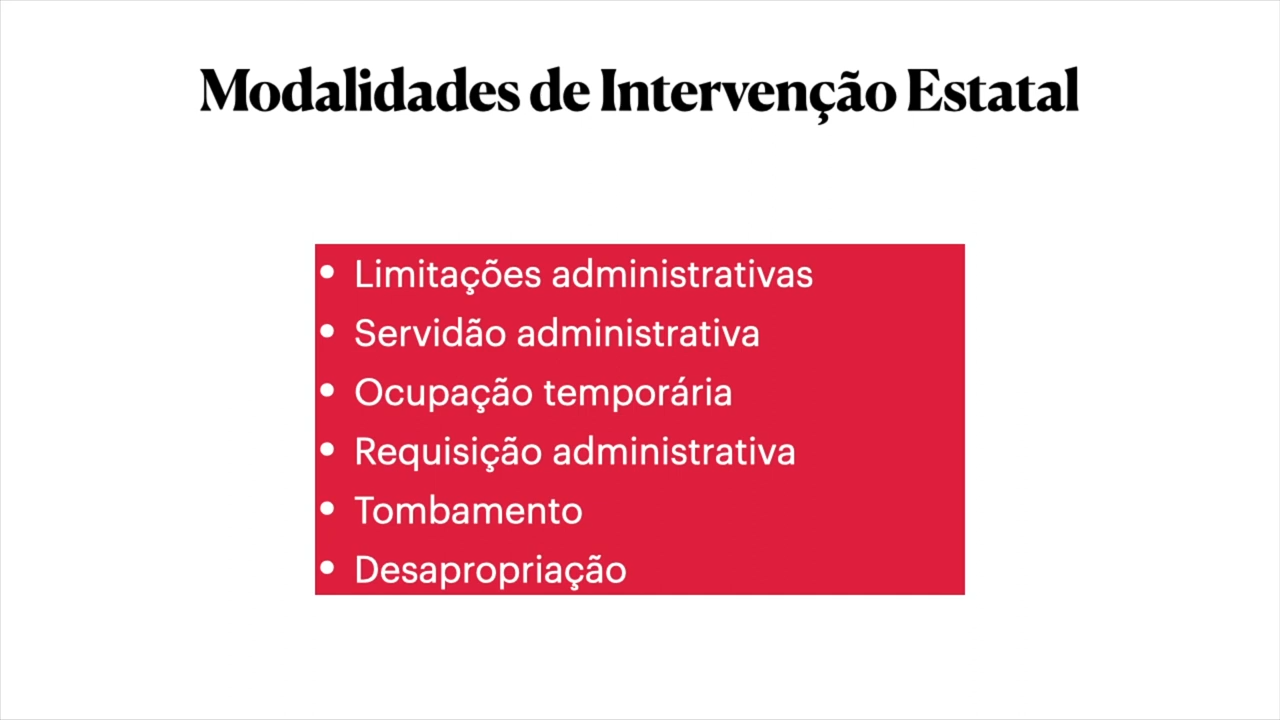 Modalidades de Intervenção Estatal
• Limitações administrativas
• Servidão administrativa
• Ocupação temporária
• Requisição administrativa
• Tombamento
• Desapropriação